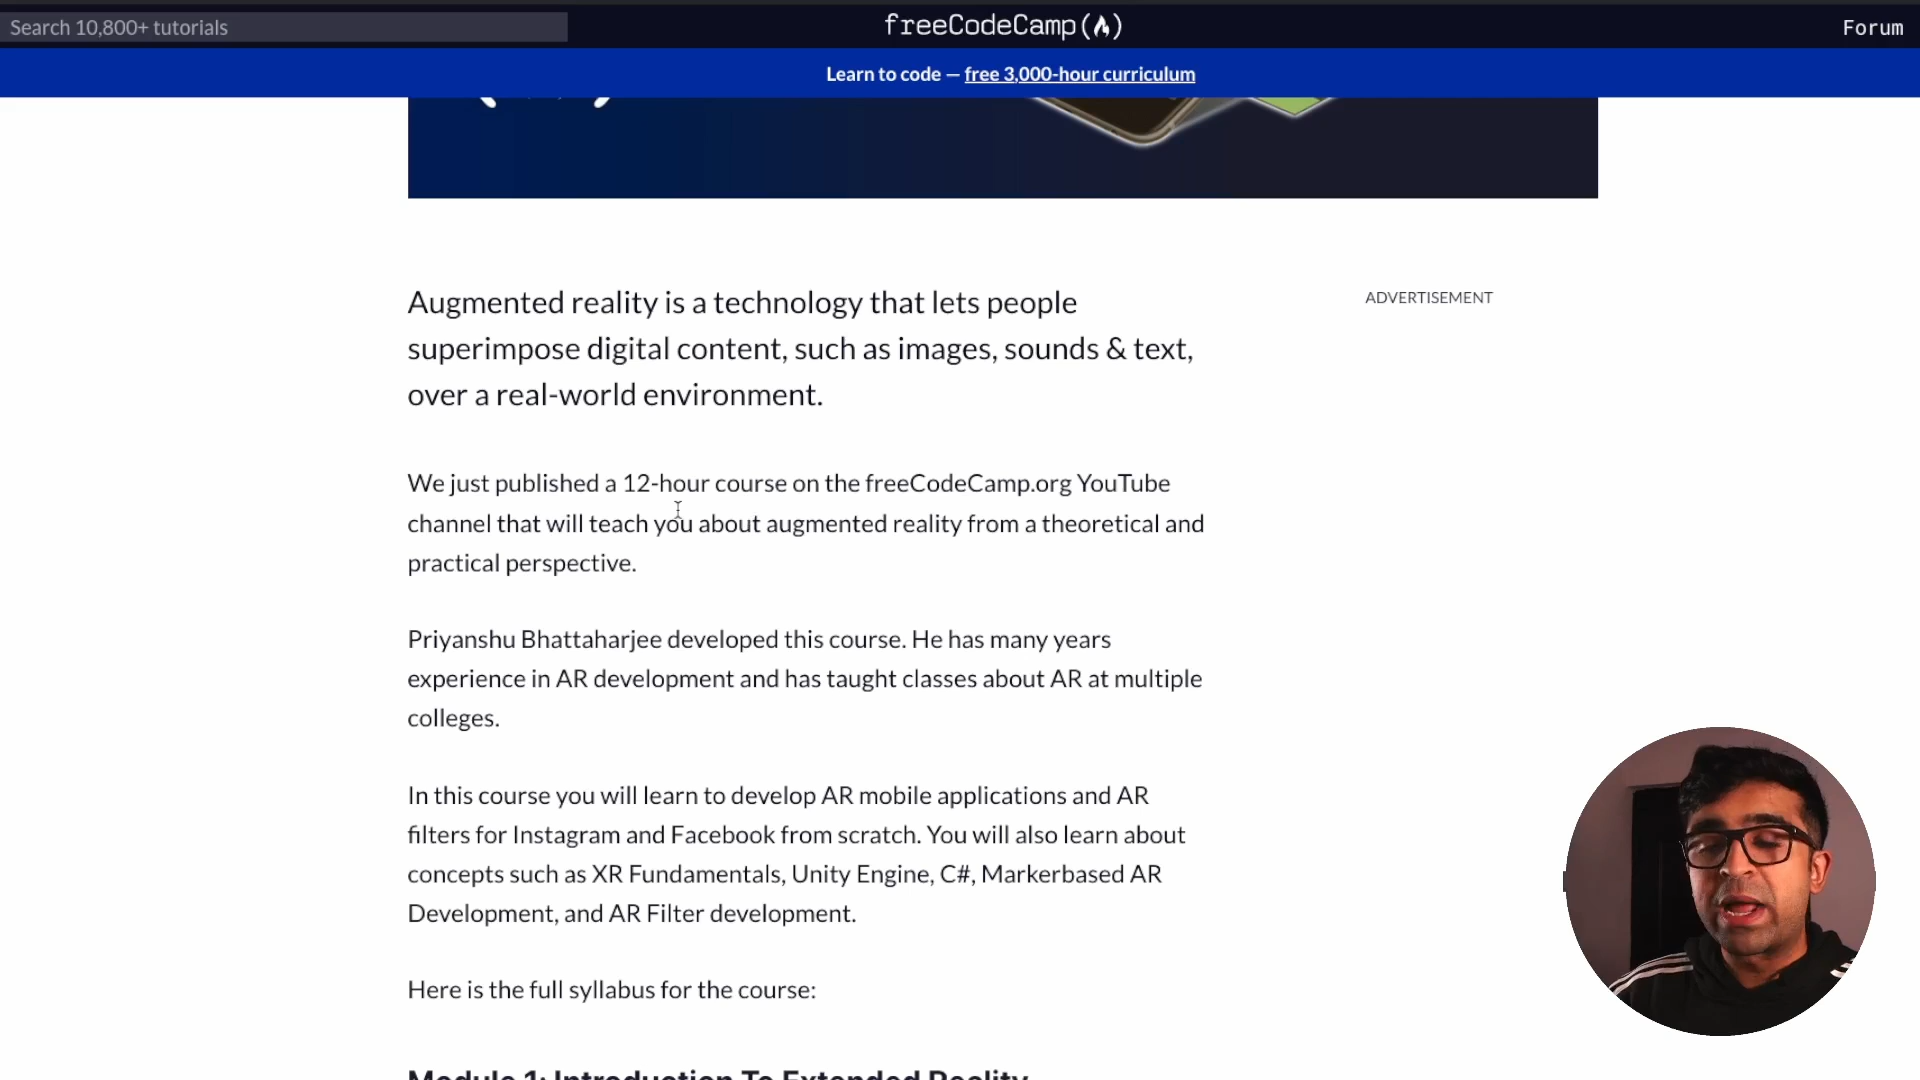 Search 10,800+ tutorials
freeCodeCamp
Forum
Learn to code — free 3,000-hour curriculum
Augmented reality is a technology that lets people
superimpose digital content, such as images, sounds & text,
over a real-world environment.
ADVERTISEMENT
We just published a 12-hour course on the freeCodeCamp.org YouTube
channel that will teach you about augmented reality from a theoretical and
practical perspective.
Priyanshu Bhattaharjee developed this course. He has many years
experience in AR development and has taught classes about AR at multiple
colleges.
In this course you will learn to develop AR mobile applications and AR
filters for Instagram and Facebook from scratch. You will also learn about
concepts such as XR Fundamentals, Unity Engine, C#, Markerbased AR
Development, and AR Filter development.
Here is the full syllabus for the course:
Module 1: Introduction To Extended Reality